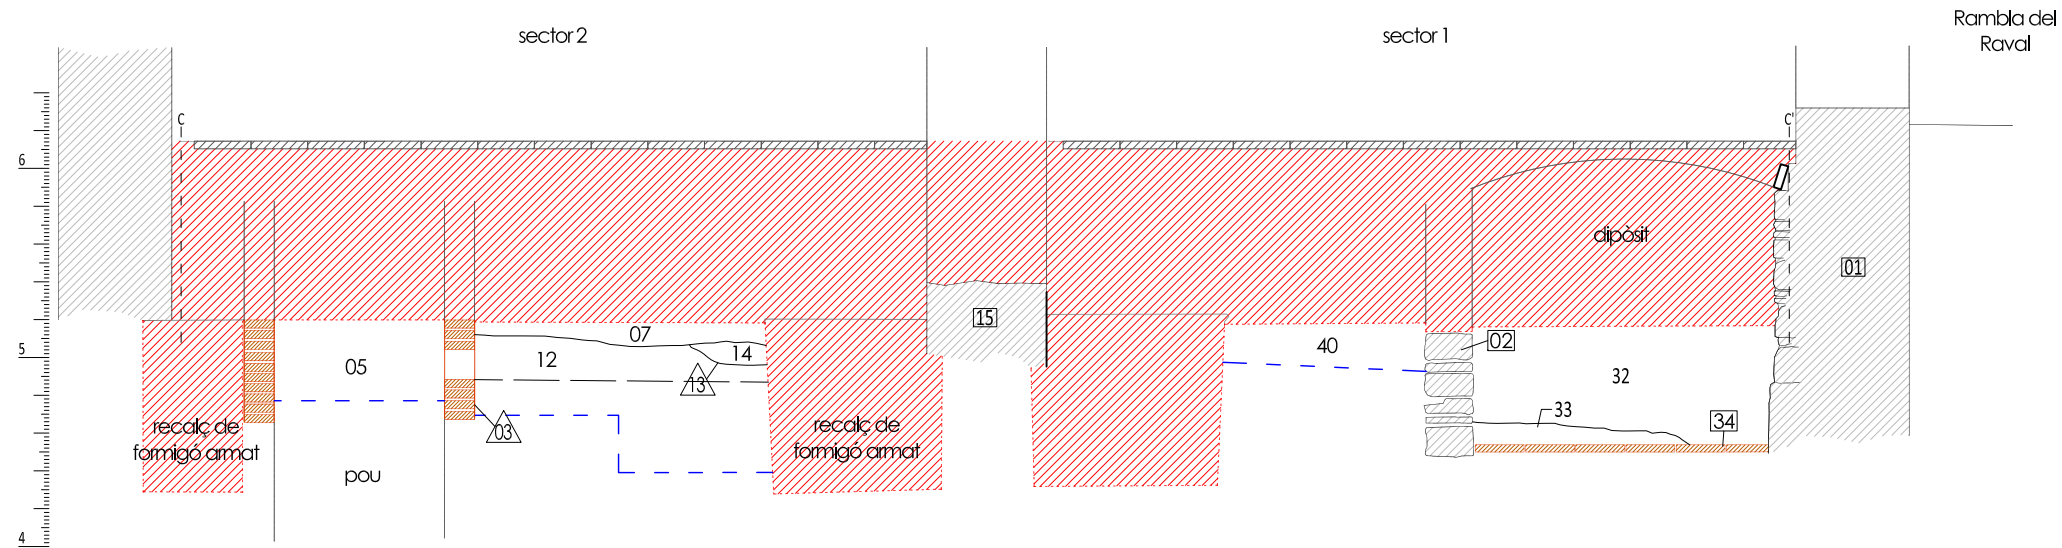 Rambla del
Raval
sector 2
sector 1
C
C'
6
dipòsit
01
15
07
02
40
14
5
12
05
32
13
33
34
recalç de
formigó armat
03
recalç de
formigó armat
pou
4